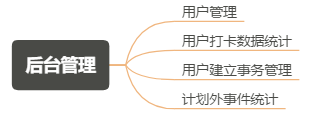 后台管理
用户管理
用户打卡数据统计
用户建立事务管理
计划外事件统计